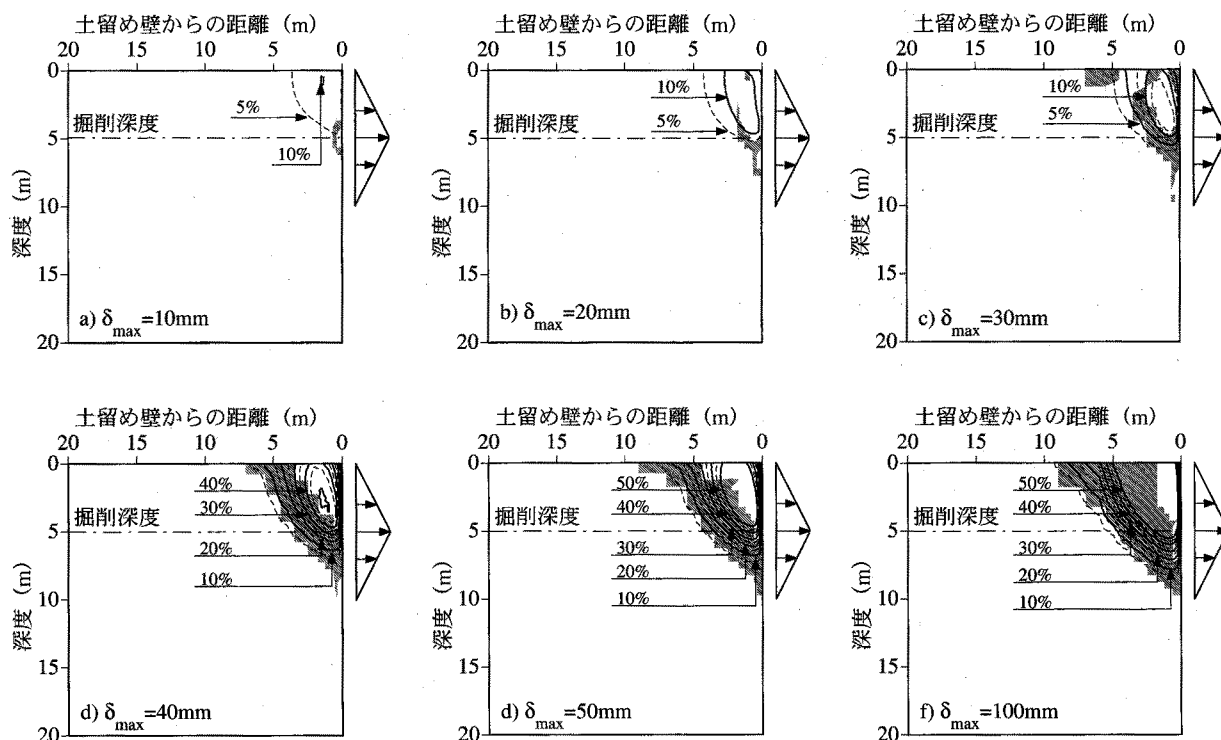 土留め壁からの距離 (m)
20 15 10 5 0
0
5
10
15
20
深度 (m)
掘削深度
5%
10%
a) δmax=10mm
土留め壁からの距離 (m)
20 15 10 5 0
0
5
10
15
20
深度 (m)
掘削深度
10%
5%
b) δmax=20mm
土留め壁からの距離 (m)
20 15 10 5 0
0
5
10
15
20
深度 (m)
掘削深度
10%
5%
c) δmax=30mm
土留め壁からの距離 (m)
20 15 10 5 0
0
5
10
15
20
深度 (m)
掘削深度
40%
30%
20%
10%
d) δmax=40mm
土留め壁からの距離 (m)
20 15 10 5 0
0
5
10
15
20
深度 (m)
掘削深度
50%
40%
30%
20%
10%
d) δmax=50mm
土留め壁からの距離 (m)
20 15 10 5 0
0
5
10
15
20
深度 (m)
掘削深度
50%
40%
30%
20%
10%
f) δmax=100mm